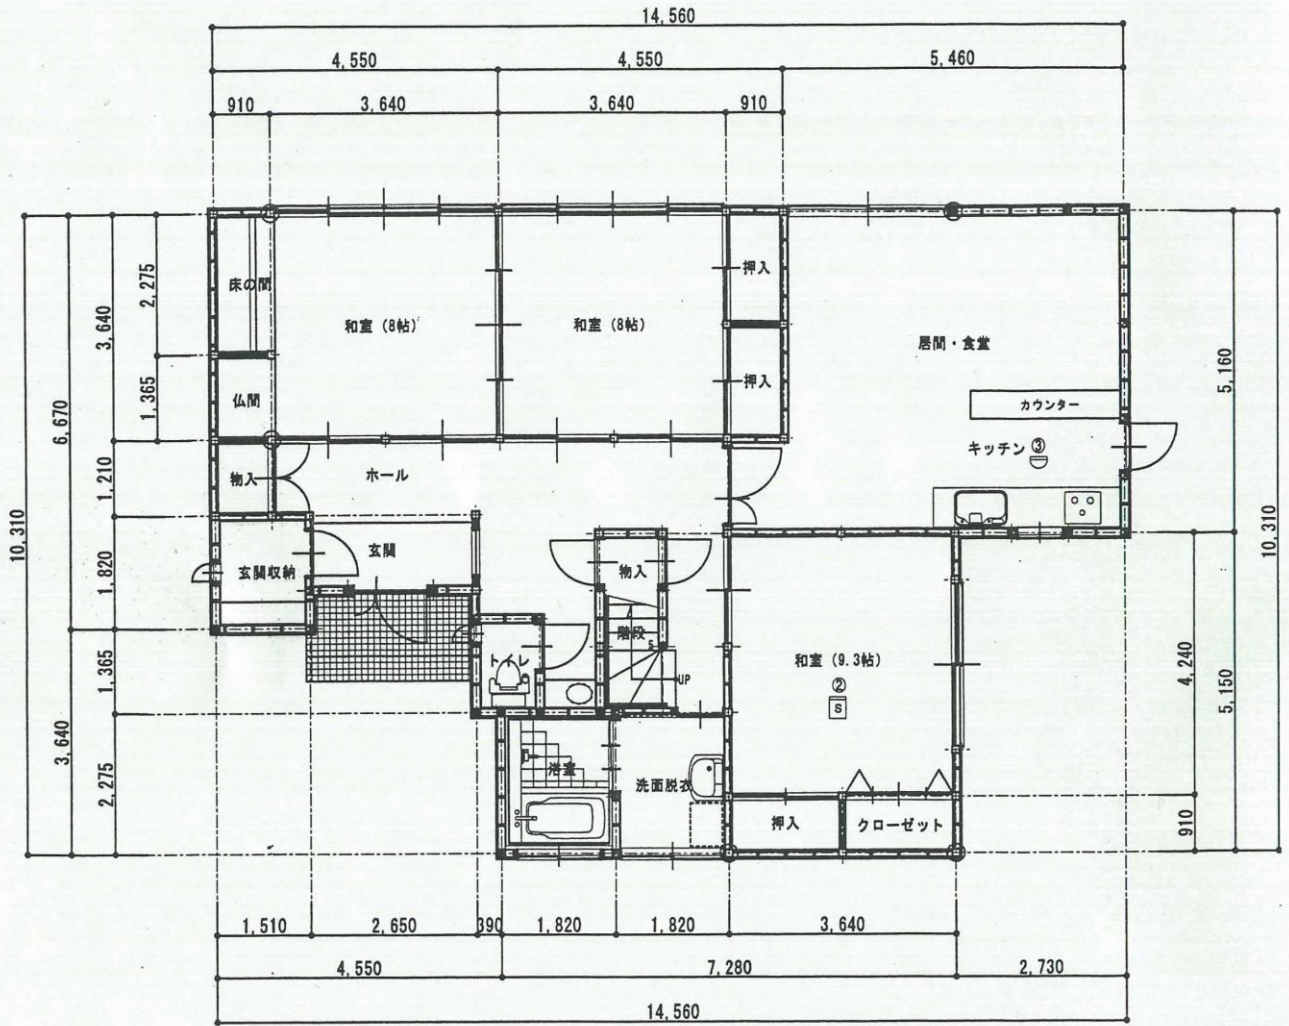 14,560
4,550
4,550
5,460
910
3,640
3,640
910
床の間
和室 (8帖)
和室 (8帖)
押入
居間・食堂
2,275
3,640
押入
仏間
1,365
カウンター
5,160
6,670
キッチン ③
物入
ホール
1,210
10,310
10,310
玄関
玄関収納
物入
1,820
階段
トイレ
和室 (9.3帖)
②
S
S
UP
1,365
4,240
5,150
3,640
浴室
洗面脱衣
2,275
押入
クローゼット
910
1,510
2,650
390
1,820
1,820
3,640
4,550
7,280
2,730
14,560